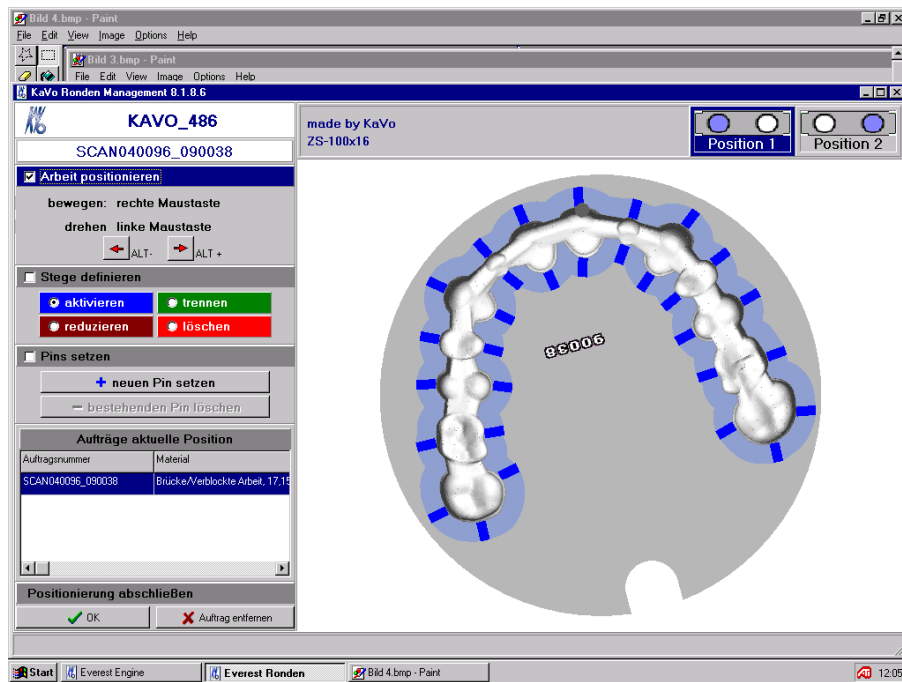 Bild 4.bmp - Paint
File Edit View Image Options Help
Bild 3.bmp - Paint
File Edit View Image Options Help
KaVo Ronden Management 8.1.8.6
KAVO_486
SCAN040096_090038
made by KaVo
ZS-100x16
Position 1
Position 2
Arbeit positionieren
bewegen: rechte Maustaste
drehen linke Maustaste
ALT- ALT +
Stege definieren
aktivieren trennen
reduzieren löschen
Pins setzen
+ neuen Pin setzen
− bestehenden Pin löschen
Aufträge aktuelle Position
Auftragsnummer Material
SCAN040096_090038 Brücke/Verblockte Arbeit, 17,15
Positionierung abschließen
OK Auftrag entfernen
90038
Start Everest Engine Everest Ronden Bild 4.bmp - Paint 12:05